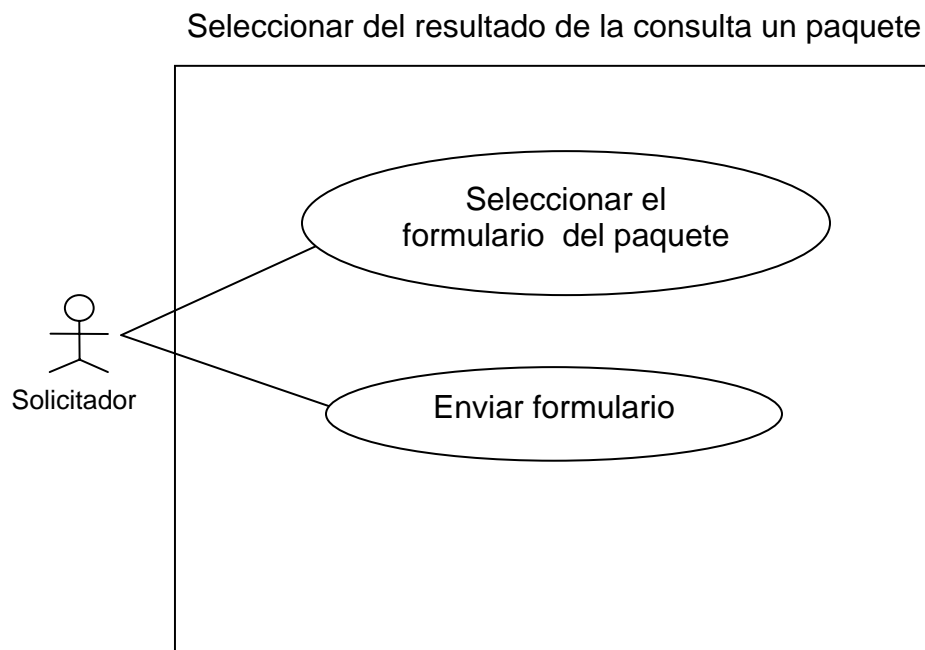 Seleccionar del resultado de la consulta un paquete
Seleccionar el
formulario del paquete
Enviar formulario
Solicitador